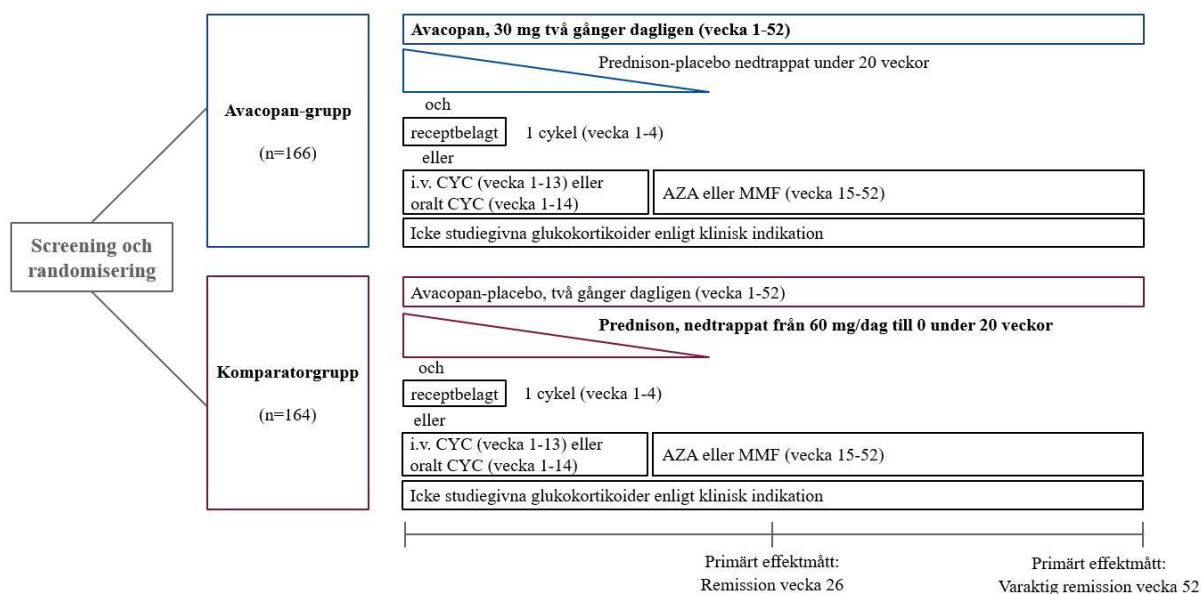 Screening och
randomisering
Avacopan-grupp
(n=166)
Avacopan, 30 mg två gånger dagligen (vecka 1-52)
Prednison-placebo nedtrappat under 20 veckor
och
receptbelagt 1 cykel (vecka 1-4)
eller
i.v. CYC (vecka 1-13) eller
oralt CYC (vecka 1-14)
AZA eller MMF (vecka 15-52)
Icke studiegivna glukokortikoider enligt klinisk indikation
Komparatorgrupp
(n=164)
Avacopan-placebo, två gånger dagligen (vecka 1-52)
Prednison, nedtrappat från 60 mg/dag till 0 under 20 veckor
och
receptbelagt 1 cykel (vecka 1-4)
eller
i.v. CYC (vecka 1-13) eller
oralt CYC (vecka 1-14)
AZA eller MMF (vecka 15-52)
Icke studiegivna glukokortikoider enligt klinisk indikation
Primärt effektmått:
Remission vecka 26
Primärt effektmått:
Varaktig remission vecka 52